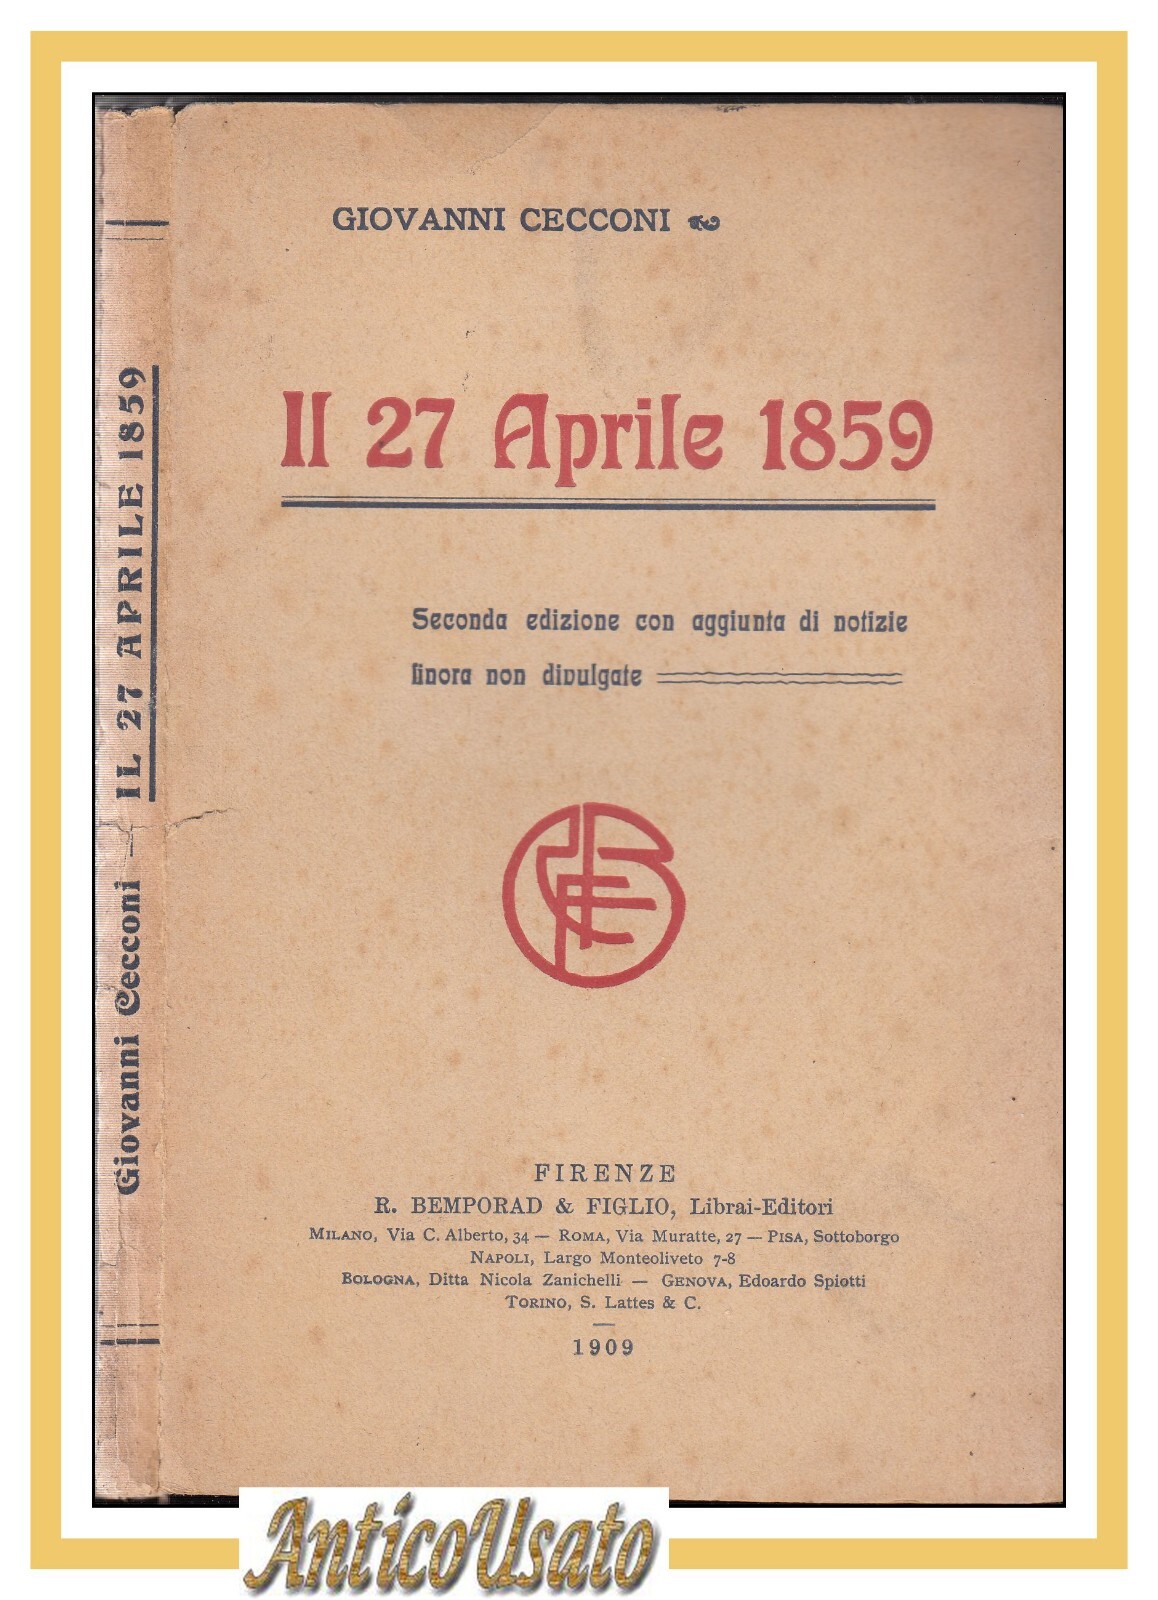 GIOVANNI CECCONI
Il 27 Aprile 1859
Seconda edizione con aggiunta di notizie
finora non divulgate
FIRENZE
R. BEMPORAD & FIGLIO, Librai-Editori
MILANO, Via C. Alberto, 34 — ROMA, Via Muratte, 27 — PISA, Sottoborgo
NAPOLI, Largo Monteoliveto 7-8
BOLOGNA, Ditta Nicola Zanichelli — GENOVA, Edoardo Spiotti
TORINO, S. Lattes & C.
1909
Giovanni Cecconi — IL 27 APRILE 1859
AnticoUsato